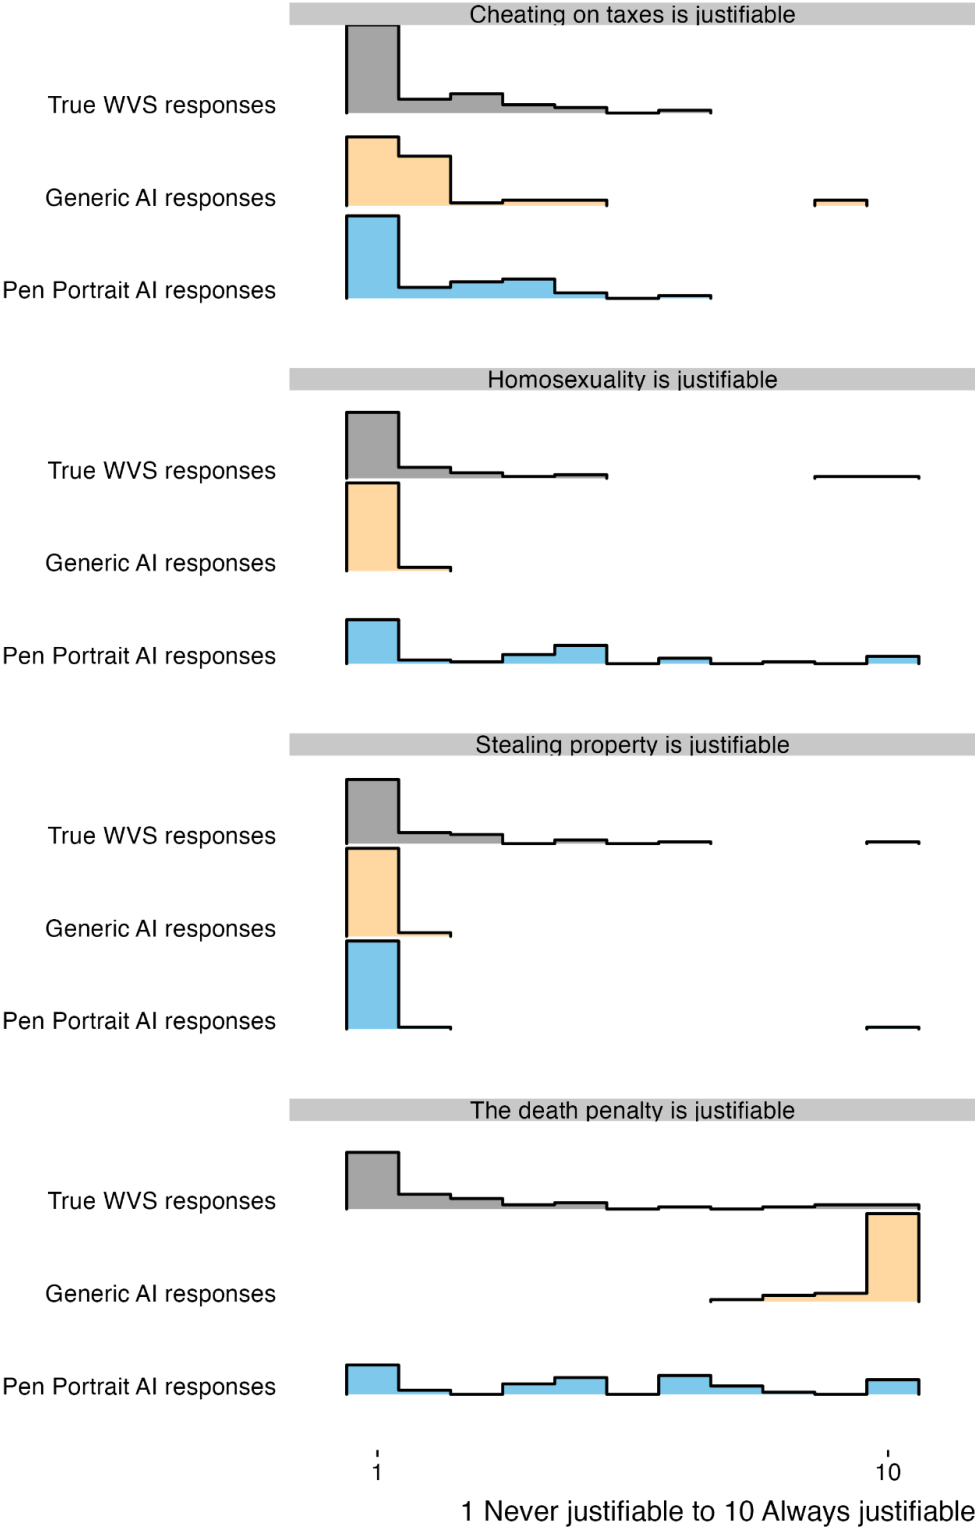 Cheating on taxes is justifiable
True WVS responses
Generic AI responses
Pen Portrait AI responses
Homosexuality is justifiable
True WVS responses
Generic AI responses
Pen Portrait AI responses
Stealing property is justifiable
True WVS responses
Generic AI responses
Pen Portrait AI responses
The death penalty is justifiable
True WVS responses
Generic AI responses
Pen Portrait AI responses
1 10
1 Never justifiable to 10 Always justifiable